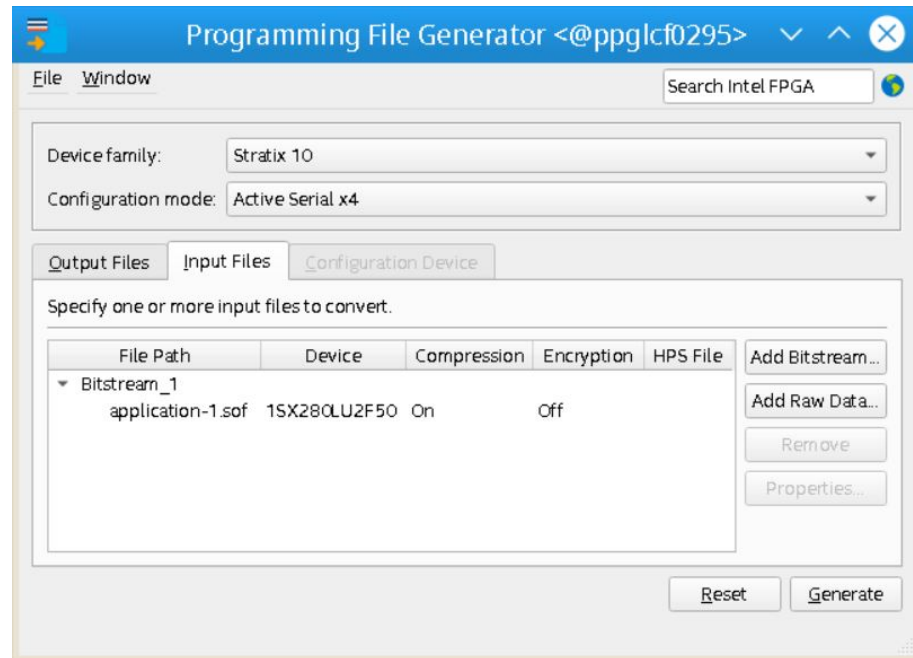 Programming File Generator <@ppglcf0295>
File Window
Search Intel FPGA
Device family: Stratix 10
Configuration mode: Active Serial x4
Output Files Input Files Configuration Device
Specify one or more input files to convert.
File Path Device Compression Encryption HPS File Add Bitstream...
Bitstream_1
application-1.sof 1SX280LU2F50 On Off Add Raw Data...
Remove
Properties...
Reset Generate